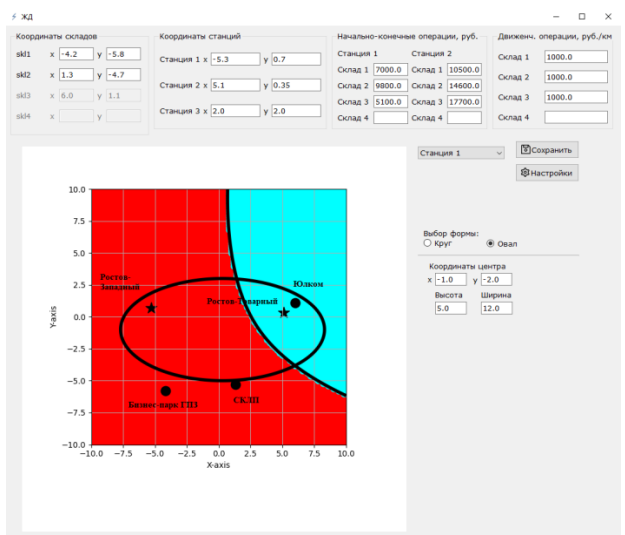 ЖД
Координаты складов
skl1 x -4.2 y -5.8
skl2 x 1.3 y -4.7
skl3 x 6.0 y 1.1
skl4 x y
Координаты станций
Станция 1 x -5.3 y 0.7
Станция 2 x 5.1 y 0.35
Станция 3 x 2.0 y 2.0
Начально-конечные операции, руб.
Станция 1 Станция 2
Склад 1 7000.0 Склад 1 10500.0
Склад 2 9800.0 Склад 2 14600.0
Склад 3 5100.0 Склад 3 17700.0
Склад 4 Склад 4
Движенч. операции, руб./км
Склад 1 1000.0
Склад 2 1000.0
Склад 3 1000.0
Склад 4
Станция 1
Сохранить
Настройки
Выбор формы:
Круг Овал
Координаты центра
x -1.0 y -2.0
Высота Ширина
5.0 12.0
10.0
7.5
5.0
2.5
0.0
−2.5
−5.0
−7.5
−10.0
Y-axis
Ростов-
Западный
Юлком
Ростов-Товарный
Бизнес-парк ГПЗ
СКЛП
−10.0 −7.5 −5.0 −2.5 0.0 2.5 5.0 7.5 10.0
X-axis